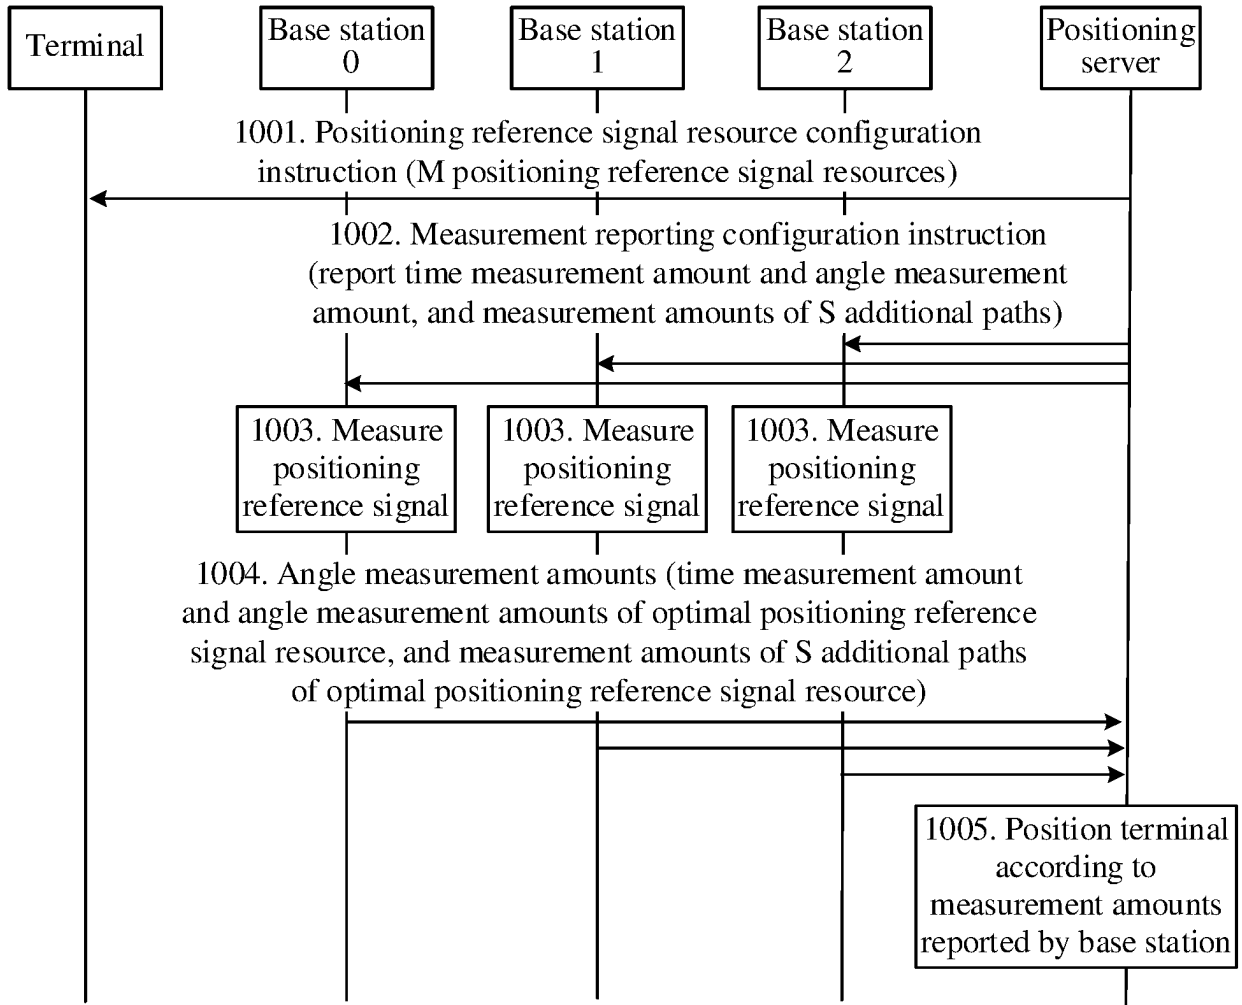 Terminal
Base station
0
Base station
1
Base station
2
Positioning
server
1001. Positioning reference signal resource configuration
instruction (M positioning reference signal resources)
1002. Measurement reporting configuration instruction
(report time measurement amount and angle measurement
amount, and measurement amounts of S additional paths)
1003. Measure
positioning
reference signal
1003. Measure
positioning
reference signal
1003. Measure
positioning
reference signal
1004. Angle measurement amounts (time measurement amount
and angle measurement amounts of optimal positioning reference
signal resource, and measurement amounts of S additional paths
of optimal positioning reference signal resource)
1005. Position terminal
according to
measurement amounts
reported by base station